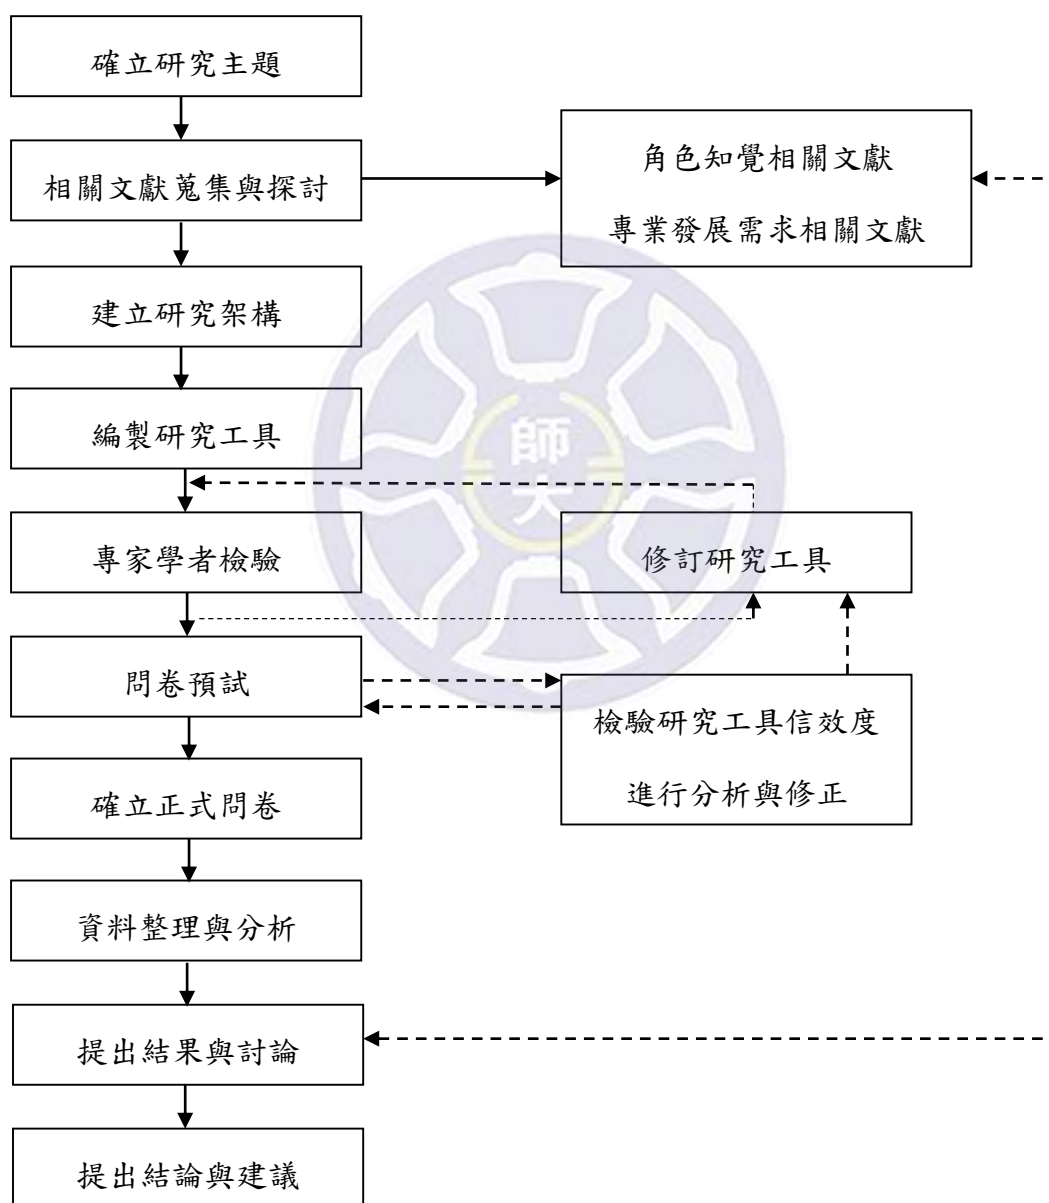 確立研究主題
相關文獻蒐集與探討
角色知覺相關文獻
專業發展需求相關文獻
建立研究架構
編製研究工具
師
大
專家學者檢驗
修訂研究工具
問卷預試
檢驗研究工具信效度
進行分析與修正
確立正式問卷
資料整理與分析
提出結果與討論
提出結論與建議